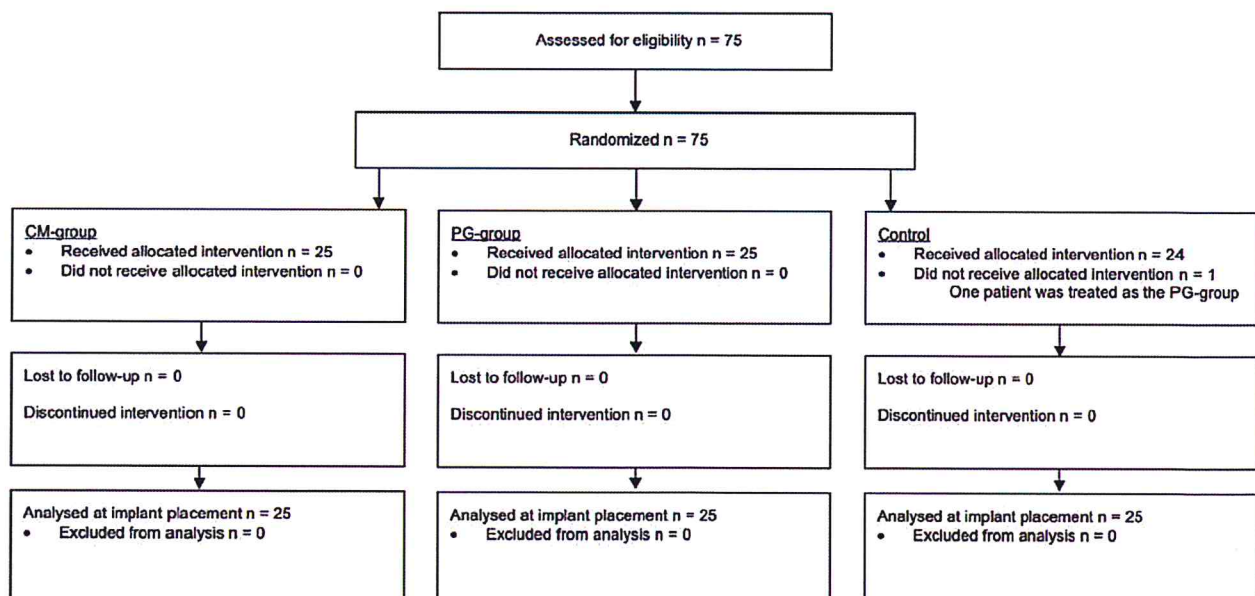 Assessed for eligibility n = 75
Randomized n = 75
CM-group
• Received allocated intervention n = 25
• Did not receive allocated intervention n = 0
PG-group
• Received allocated intervention n = 25
• Did not receive allocated intervention n = 0
Control
• Received allocated intervention n = 24
• Did not receive allocated intervention n = 1
One patient was treated as the PG-group
Lost to follow-up n = 0
Discontinued intervention n = 0
Lost to follow-up n = 0
Discontinued intervention n = 0
Lost to follow-up n = 0
Discontinued intervention n = 0
Analysed at implant placement n = 25
• Excluded from analysis n = 0
Analysed at implant placement n = 25
• Excluded from analysis n = 0
Analysed at implant placement n = 25
• Excluded from analysis n = 0